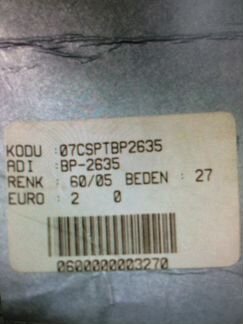 KODU :07CSPTBP2635
ADI :BP-2635
RENK : 60/05 BEDEN : 27
EURO : 2 0
0600000003270